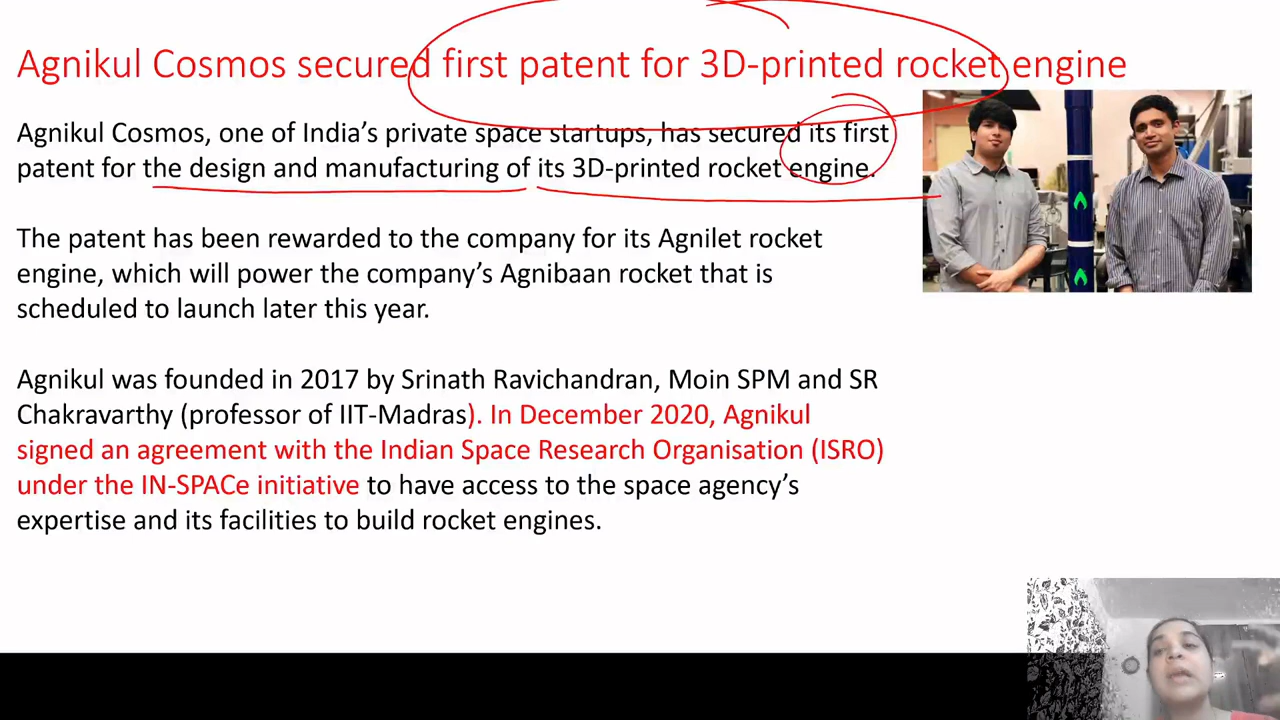 Agnikul Cosmos secured first patent for 3D-printed rocket engine
Agnikul Cosmos, one of India's private space startups, has secured its first
patent for the design and manufacturing of its 3D-printed rocket engine.
The patent has been rewarded to the company for its Agnilet rocket
engine, which will power the company's Agnibaan rocket that is
scheduled to launch later this year.
Agnikul was founded in 2017 by Srinath Ravichandran, Moin SPM and SR
Chakravarthy (professor of IIT-Madras). In December 2020, Agnikul
signed an agreement with the Indian Space Research Organisation (ISRO)
under the IN-SPACe initiative to have access to the space agency's
expertise and its facilities to build rocket engines.